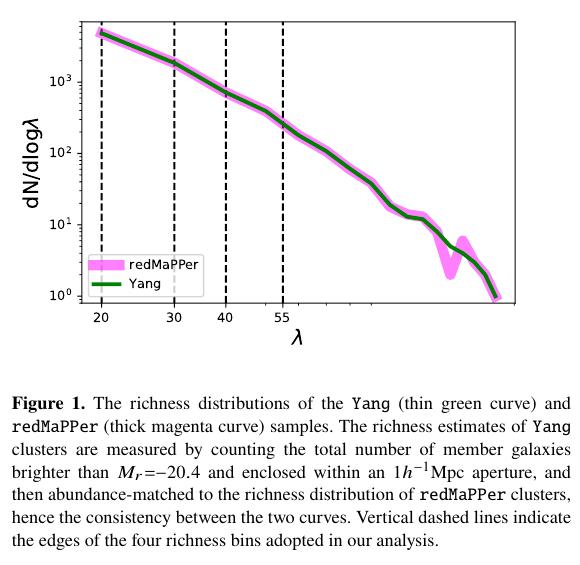 10³
10²
10¹
10⁰
dN/dlogλ
redMaPPer
Yang
20 30 40 55
λ
Figure 1. The richness distributions of the Yang (thin green curve) and
redMaPPer (thick magenta curve) samples. The richness estimates of Yang
clusters are measured by counting the total number of member galaxies
brighter than Mᵣ=−20.4 and enclosed within an 1h⁻¹Mpc aperture, and
then abundance-matched to the richness distribution of redMaPPer clusters,
hence the consistency between the two curves. Vertical dashed lines indicate
the edges of the four richness bins adopted in our analysis.